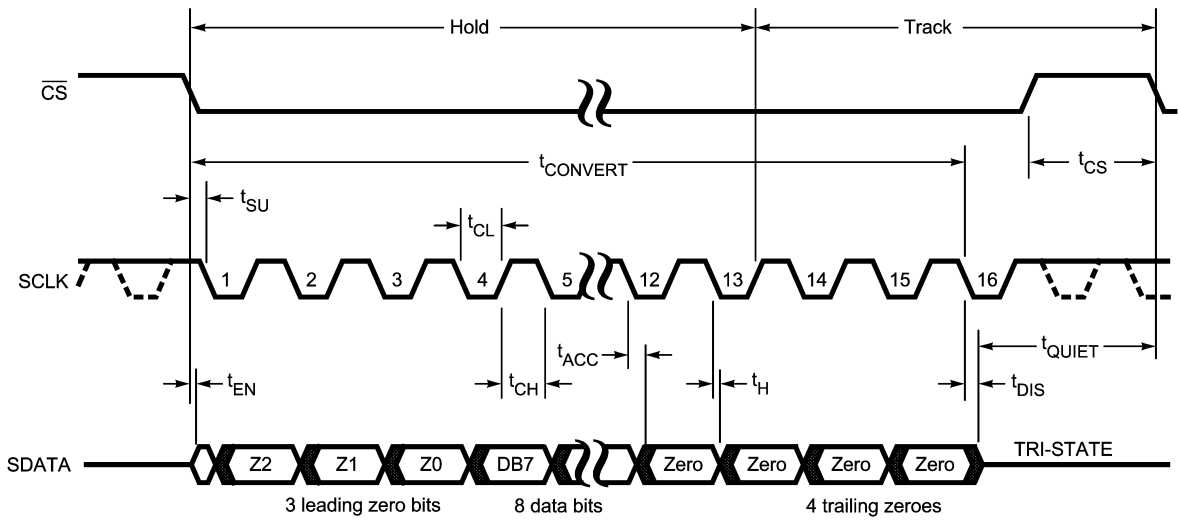 Hold Track
CS
tCONVERT tCS
tSU
tCL
SCLK 1 2 3 4 5 12 13 14 15 16
tACC tQUIET
tEN tCH tH tDIS
SDATA Z2 Z1 Z0 DB7 Zero Zero Zero Zero TRI-STATE
3 leading zero bits 8 data bits 4 trailing zeroes